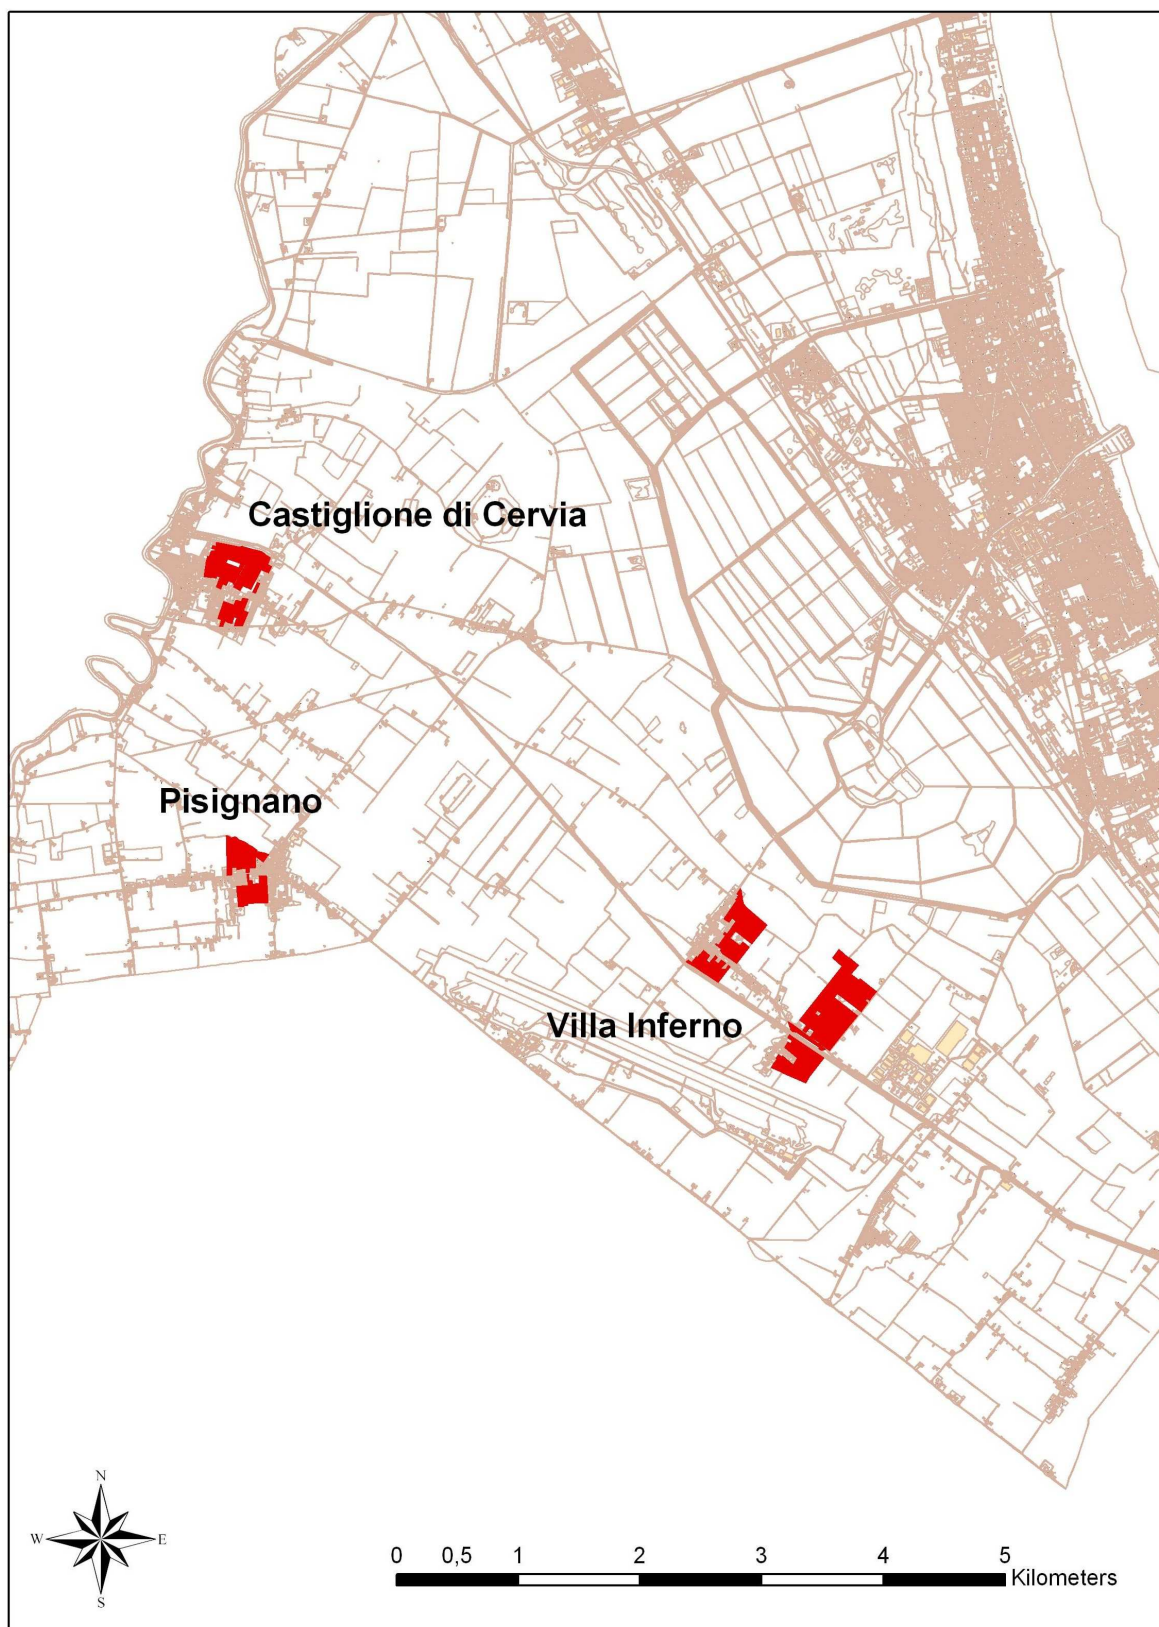 Castiglione di Cervia
Pisignano
Villa Inferno
N
W E
S
0 0,5 1 2 3 4 5
Kilometers